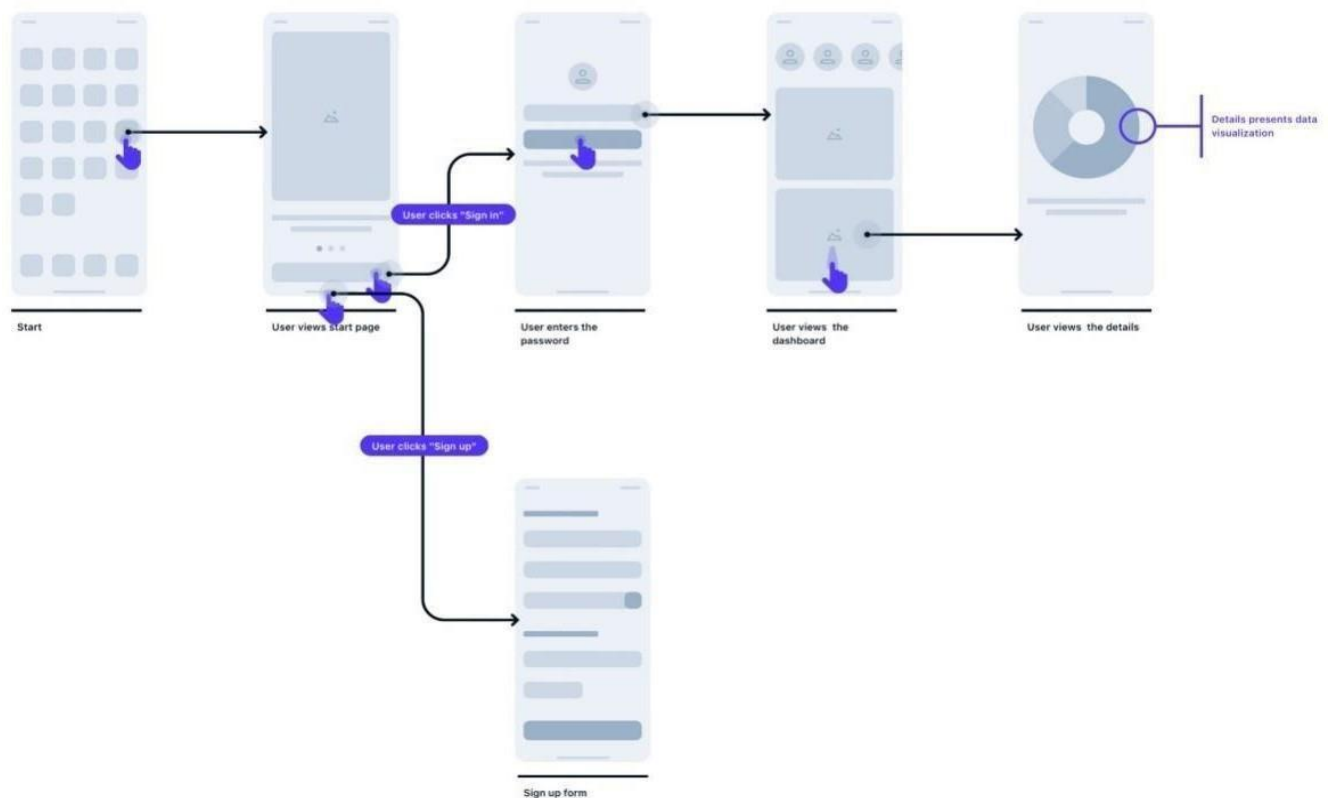 Details presents data
visualization
User clicks "Sign in"
Start
User views start page
User enters the
password
User views the
dashboard
User views the details
User clicks "Sign up"
Sign up form